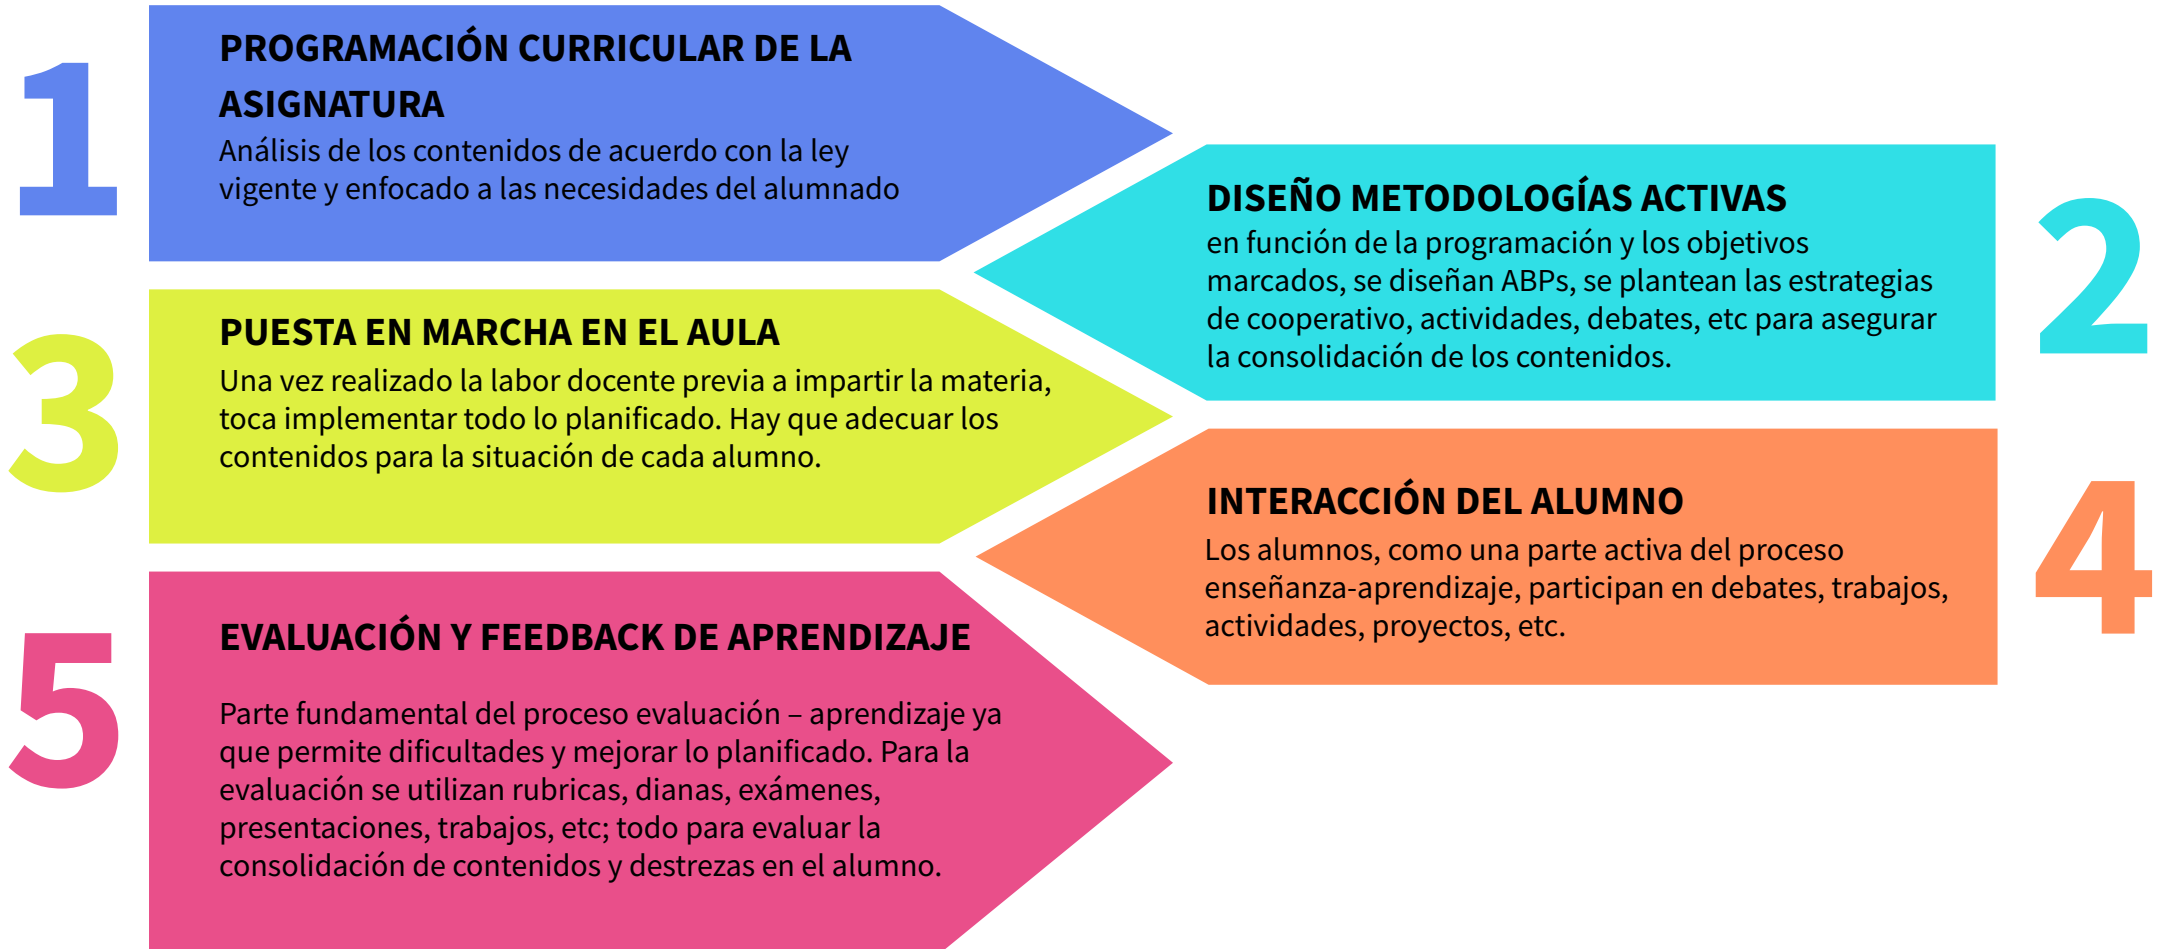 1
PROGRAMACIÓN CURRICULAR DE LA
ASIGNATURA
Análisis de los contenidos de acuerdo con la ley
vigente y enfocado a las necesidades del alumnado
2
DISEÑO METODOLOGÍAS ACTIVAS
en función de la programación y los objetivos
marcados, se diseñan ABPs, se plantean las estrategias
de cooperativo, actividades, debates, etc para asegurar
la consolidación de los contenidos.
3
PUESTA EN MARCHA EN EL AULA
Una vez realizado la labor docente previa a impartir la materia,
toca implementar todo lo planificado. Hay que adecuar los
contenidos para la situación de cada alumno.
4
INTERACCIÓN DEL ALUMNO
Los alumnos, como una parte activa del proceso
enseñanza-aprendizaje, participan en debates, trabajos,
actividades, proyectos, etc.
5
EVALUACIÓN Y FEEDBACK DE APRENDIZAJE
Parte fundamental del proceso evaluación – aprendizaje ya
que permite dificultades y mejorar lo planificado. Para la
evaluación se utilizan rubricas, dianas, exámenes,
presentaciones, trabajos, etc; todo para evaluar la
consolidación de contenidos y destrezas en el alumno.